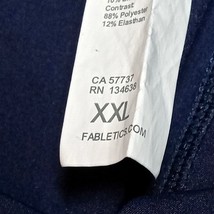 Contrast:
88% Polyester
12% Elasthan
CA 57737
RN 134638
XXL
FABLETICS.COM